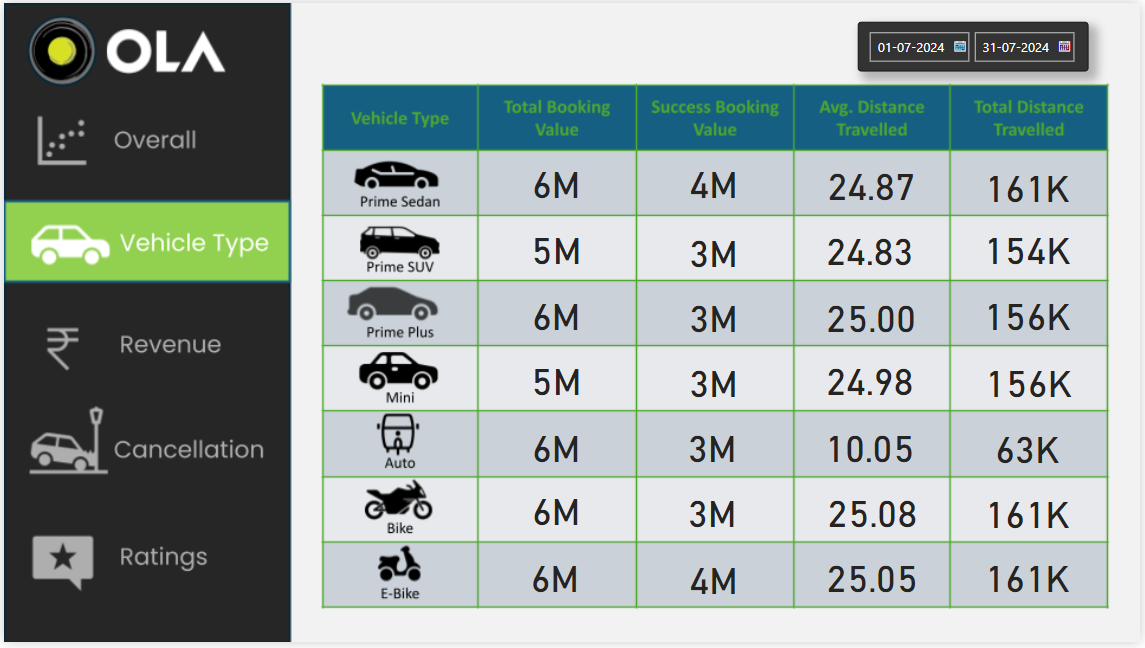 OLA
01-07-2024 31-07-2024
Overall
Vehicle Type
Revenue
Cancellation
Ratings
Vehicle Type Total Booking Value Success Booking Value Avg. Distance Travelled Total Distance Travelled
Prime Sedan 6M 4M 24.87 161K
Prime SUV 5M 3M 24.83 154K
Prime Plus 6M 3M 25.00 156K
Mini 5M 3M 24.98 156K
Auto 6M 3M 10.05 63K
Bike 6M 3M 25.08 161K
E-Bike 6M 4M 25.05 161K